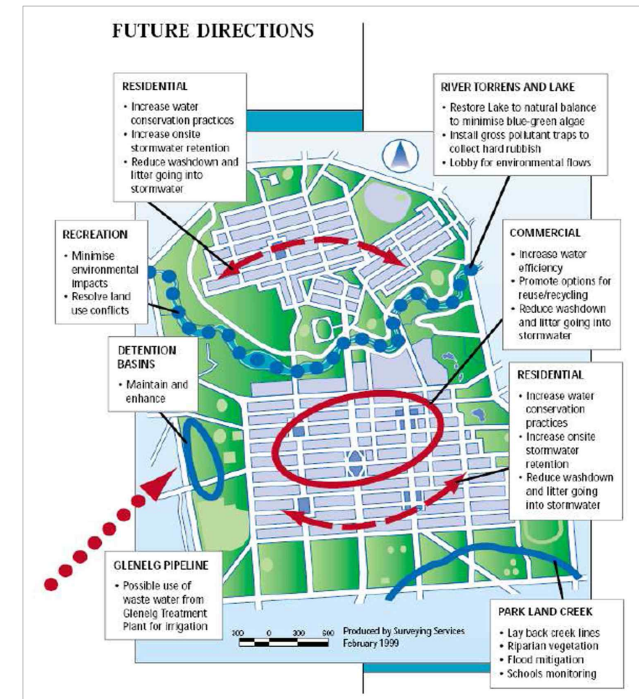 FUTURE DIRECTIONS
RESIDENTIAL
• Increase water
conservation practices
• Increase onsite
stormwater retention
• Reduce washdown and
litter going into
stormwater
RIVER TORRENS AND LAKE
• Restore Lake to natural balance
to minimise blue-green algae
• Install gross pollutant traps to
collect hard rubbish
• Lobby for environmental flows
RECREATION
• Minimise
environmental
impacts
• Resolve land
use conflicts
COMMERCIAL
• Increase water
efficiency
• Promote options for
reuse/recycling
• Reduce washdown
and litter going into
stormwater
DETENTION
BASINS
• Maintain and
enhance
RESIDENTIAL
• Increase water
conservation
practices
• Increase onsite
stormwater
retention
• Reduce washdown
and litter going
into stormwater
GLENELG PIPELINE
• Possible use of
waste water from
Glenelg Treatment
Plant for irrigation
PARK LAND CREEK
• Lay back creek lines
• Riparian vegetation
• Flood mitigation
• Schools monitoring
0 300 600
Produced by Surveying Services
February 1999